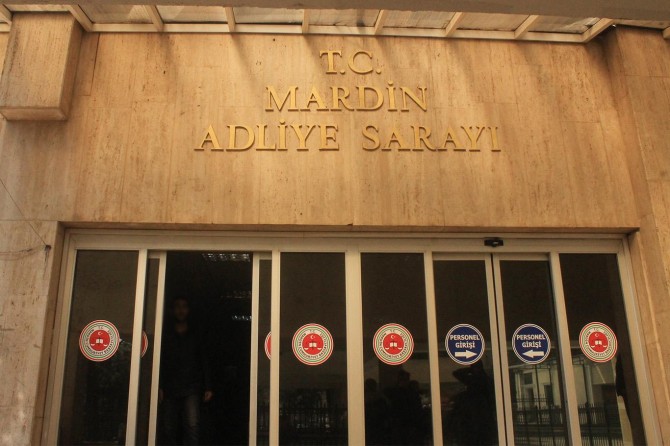 T.C.
MARDİN
ADLİYE SARAYI
PERSONEL
GİRİŞİ
PERSONEL
GİRİŞİ